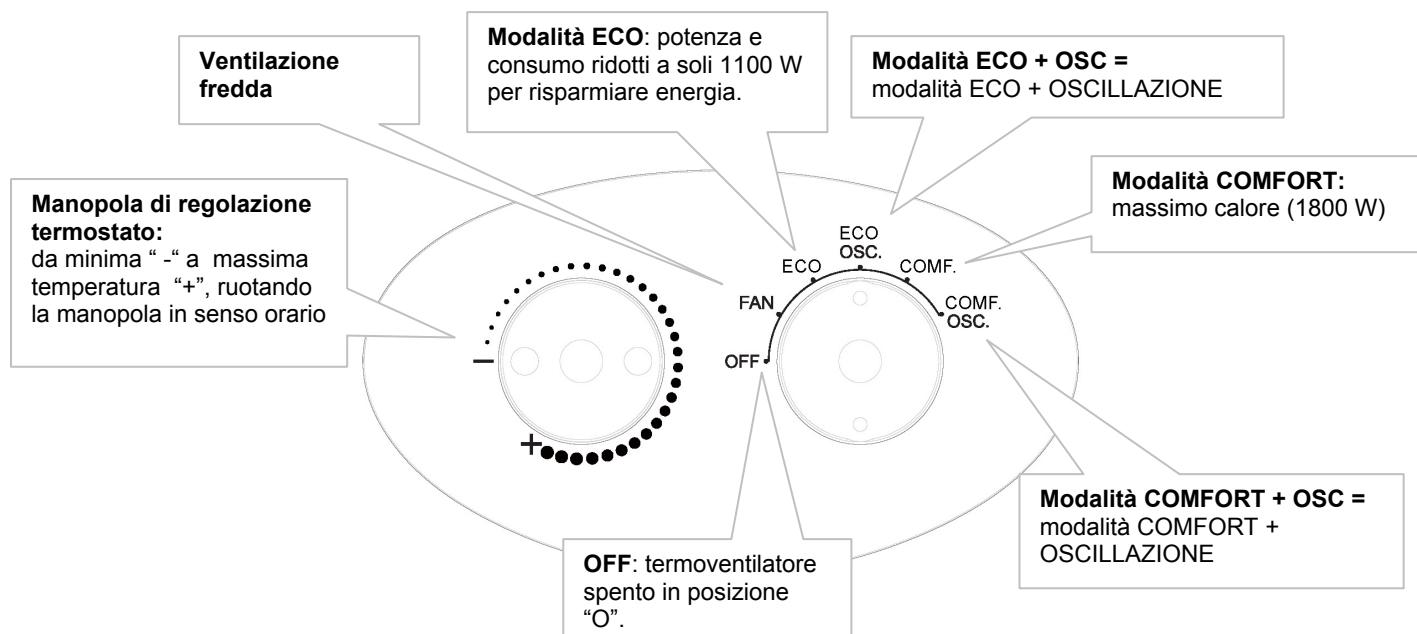 Ventilazione
fredda
Modalità ECO: potenza e
consumo ridotti a soli 1100 W
per risparmiare energia.
Modalità ECO + OSC =
modalità ECO + OSCILLAZIONE
Modalità COMFORT:
massimo calore (1800 W)
Manopola di regolazione
termostato:
da minima “ -“ a  massima
temperatura  “+”, ruotando
la manopola in senso orario
ECO
OSC.
ECO
COMF.
FAN
COMF.
OSC.
OFF
−
+
Modalità COMFORT + OSC =
modalità COMFORT +
OSCILLAZIONE
OFF: termoventilatore
spento in posizione
“O”.